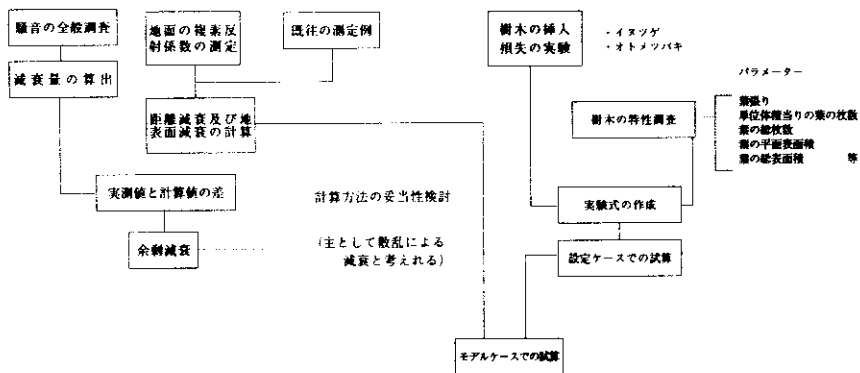 騒音の全般調査
減衰量の算出
地面の複素反
射係数の測定
既往の測定例
距離減衰及び地
表面減衰の計算
実測値と計算値の差
計算方法の妥当性検討
余剰減衰
(主として散乱による
減衰と考えれる)
樹木の挿入
損失の実験
・イヌツゲ
・オトメツバキ
パラメーター
樹木の特性調査
葉張り
単位体積当りの葉の枚数
葉の総枚数
葉の平面表面積
葉の総表面積 等
実験式の作成
設定ケースでの試算
モデルケースでの試算